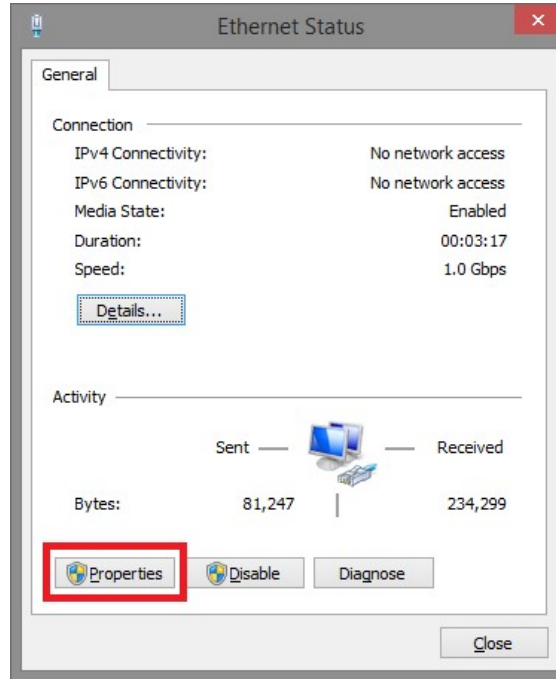 Ethernet Status
General
Connection
IPv4 Connectivity: No network access
IPv6 Connectivity: No network access
Media State: Enabled
Duration: 00:03:17
Speed: 1.0 Gbps
Details...
Activity
Sent Received
Bytes: 81,247 234,299
Properties Disable Diagnose
Close